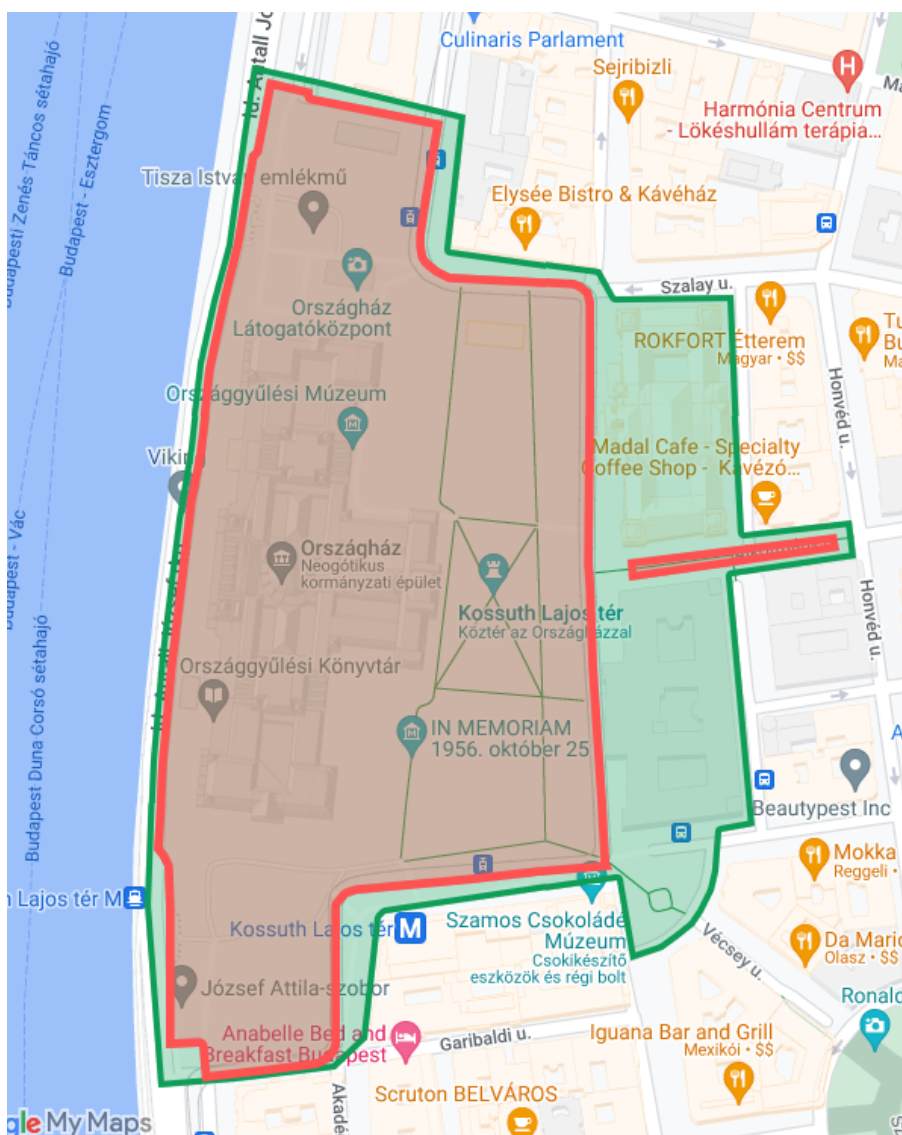 Id. Antall Jó
Culinaris Parlament
Sejribizli
Harmónia Centrum
- Lökéshullám terápia...
Budapesti Zenés Táncos sétahajó
Budapest - Esztergom
Tisza István emlékmű
Elysée Bistro & Kávéház
Szalay u.
Országház
Látogatóközpont
ROKFORT Étterem
Magyar • $$
Honvéd u.
Országgyűlési Múzeum
Madal Cafe - Specialty
Coffee Shop - Kávézó...
Viking
Budapest - Vác
Országház
Neogótikus
kormányzati épület
Kossuth Lajos tér
Köztér az Országházzal
Honvéd u.
Országgyűlési Könyvtár
IN MEMORIAM
1956. október 25
Budapest Duna Corsó sétahajó
Beautypest Inc
Mokka
Reggeli •
h Lajos tér M
Kossuth Lajos tér
M
Szamos Csokoládé
Múzeum
Csokikészítő
eszközök és régi bolt
Vécsey u.
Da Mario
Olasz • $$
József Attila-szobor
Ronald
Anabelle Bed and
Breakfast Budapest
Garibaldi u.
Iguana Bar and Grill
Mexikói • $$
Akadé
Scruton BELVÁROS
gle My Maps